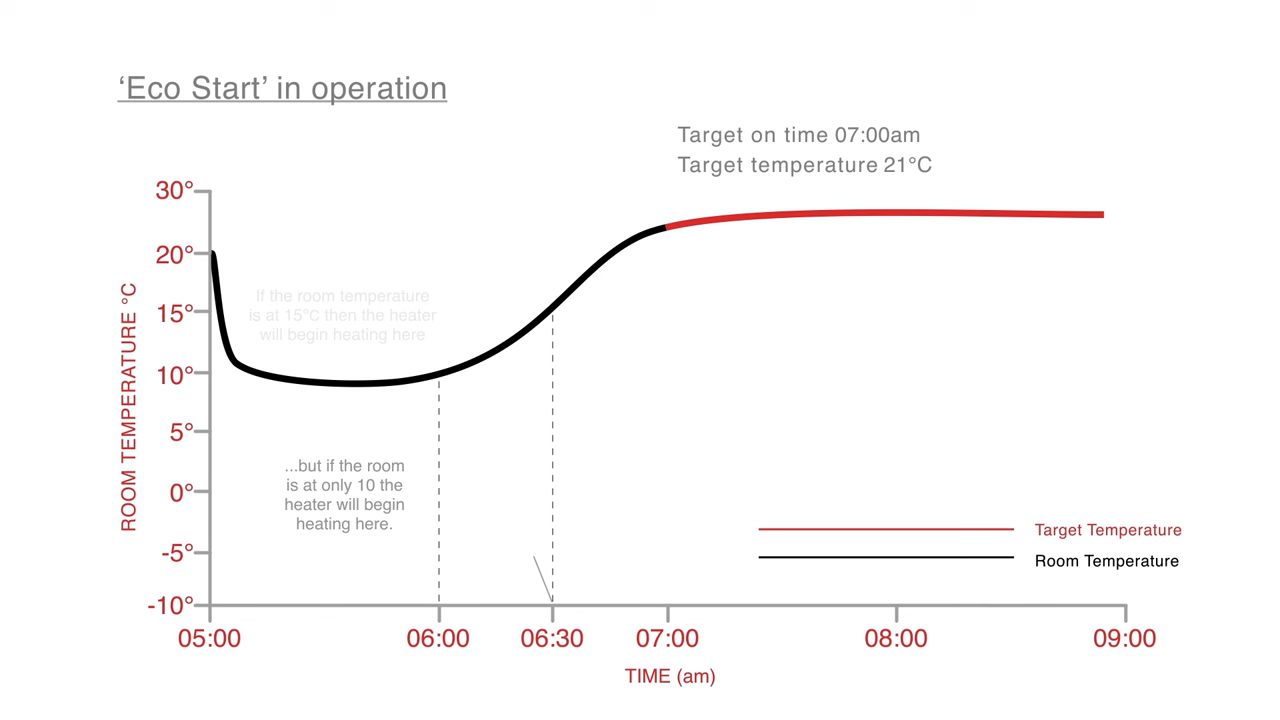 ‘Eco Start’ in operation
Target on time 07:00am
Target temperature 21°C
30°
20°
15°
10°
5°
0°
-5°
-10°
ROOM TEMPERATURE °C
If the room temperature
is at 15°C then the heater
will begin heating here
...but if the room
is at only 10 the
heater will begin
heating here.
Target Temperature
Room Temperature
05:00
06:00
06:30
07:00
08:00
09:00
TIME (am)